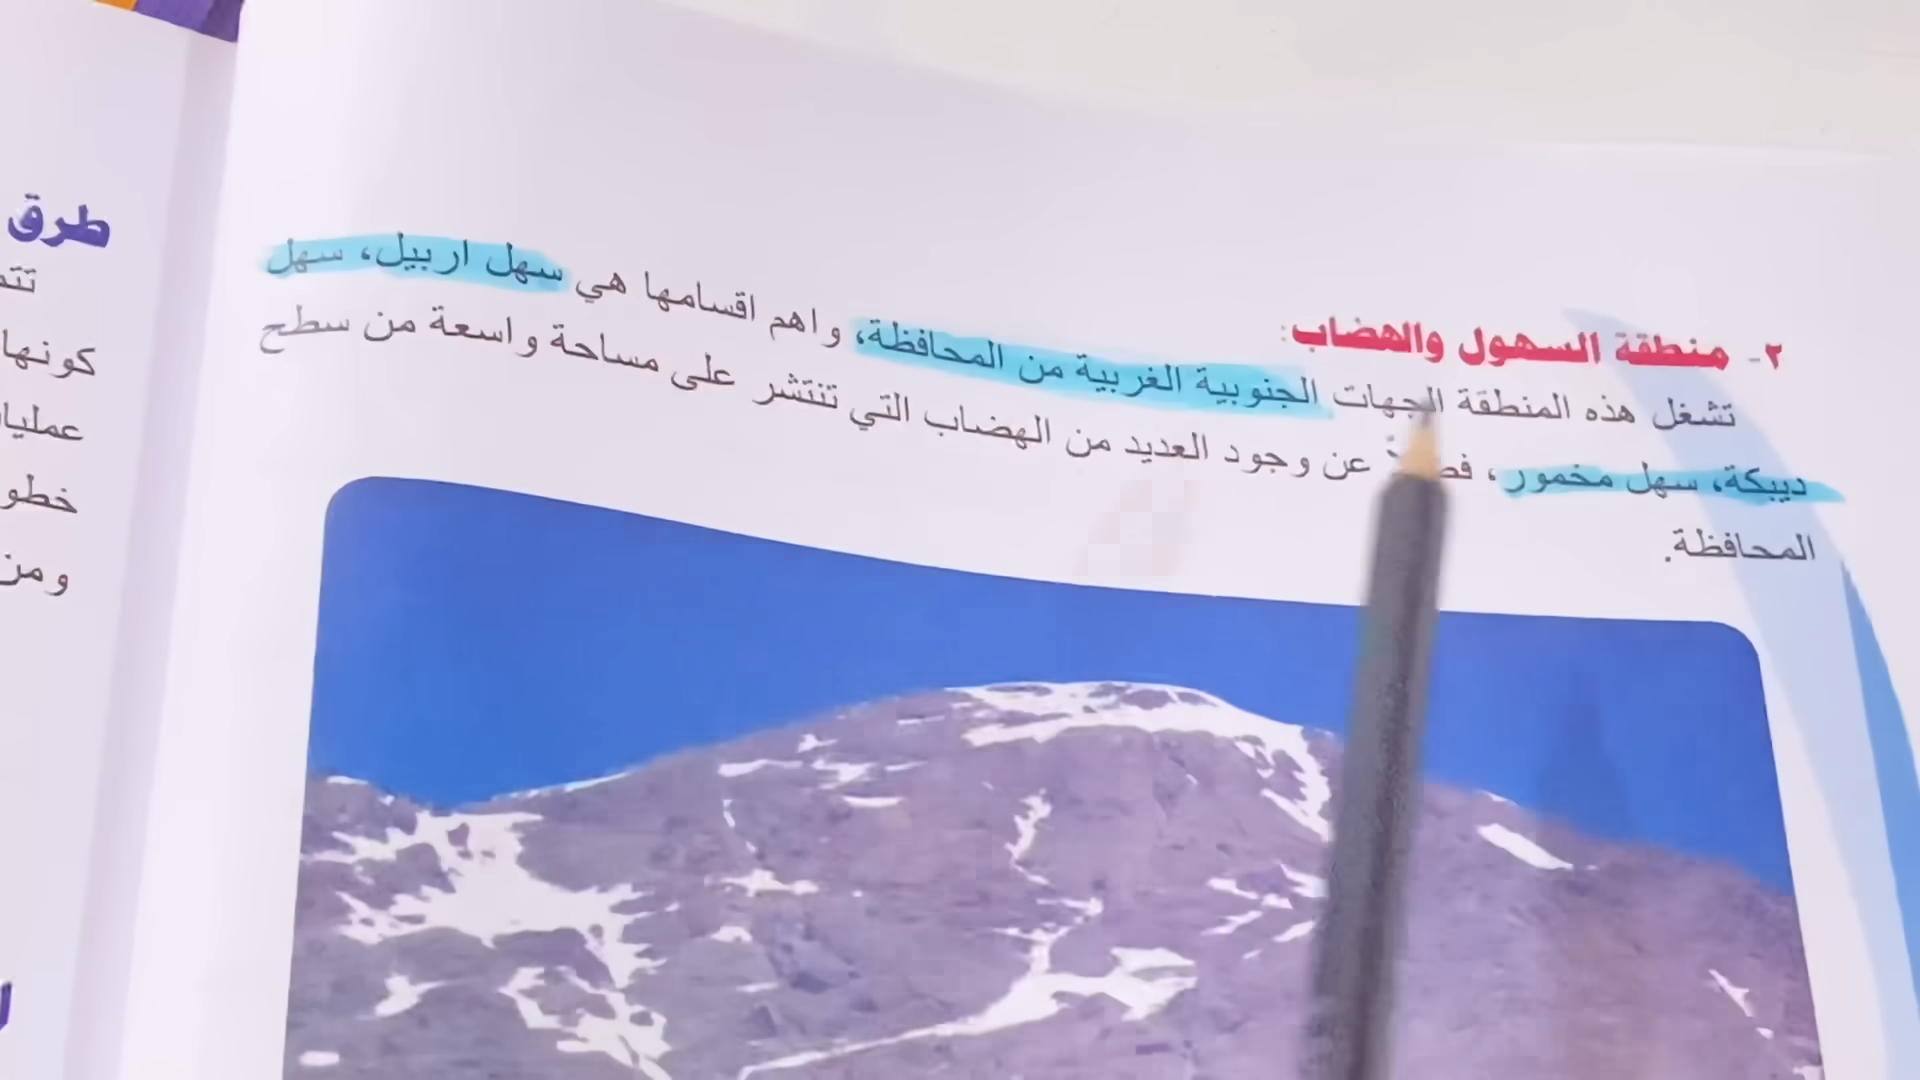 ٢- منطقة السهول والهضاب:
تشغل هذه المنطقة الجهات الجنوبية الغربية من المحافظة، واهم اقسامها هي سهل اربيل، سهل
ديبكة، سهل مخمور، عن وجود العديد من الهضاب التي تنتشر على مساحة واسعة من سطح
المحافظة.
طرق
كونها
خطو
ومن